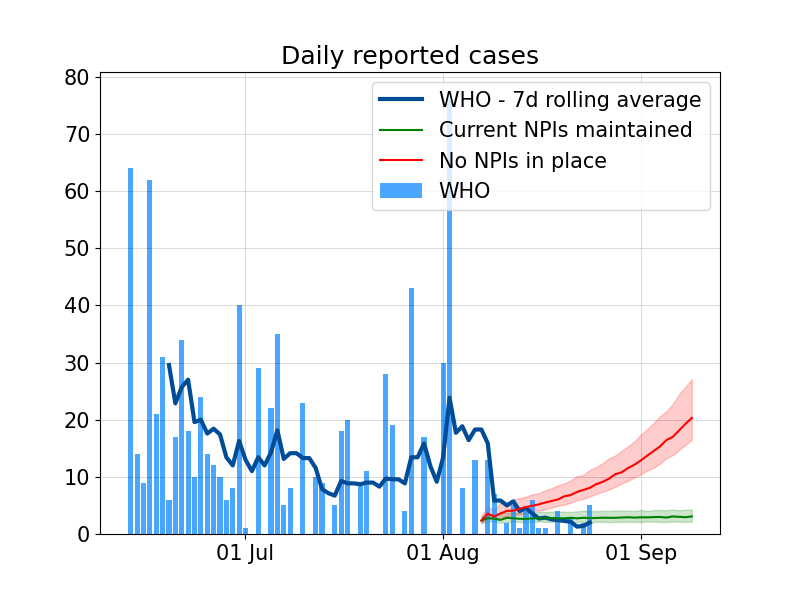 Daily reported cases
80
70
60
50
40
30
20
10
0
WHO - 7d rolling average
Current NPIs maintained
No NPIs in place
WHO
01 Jul
01 Aug
01 Sep